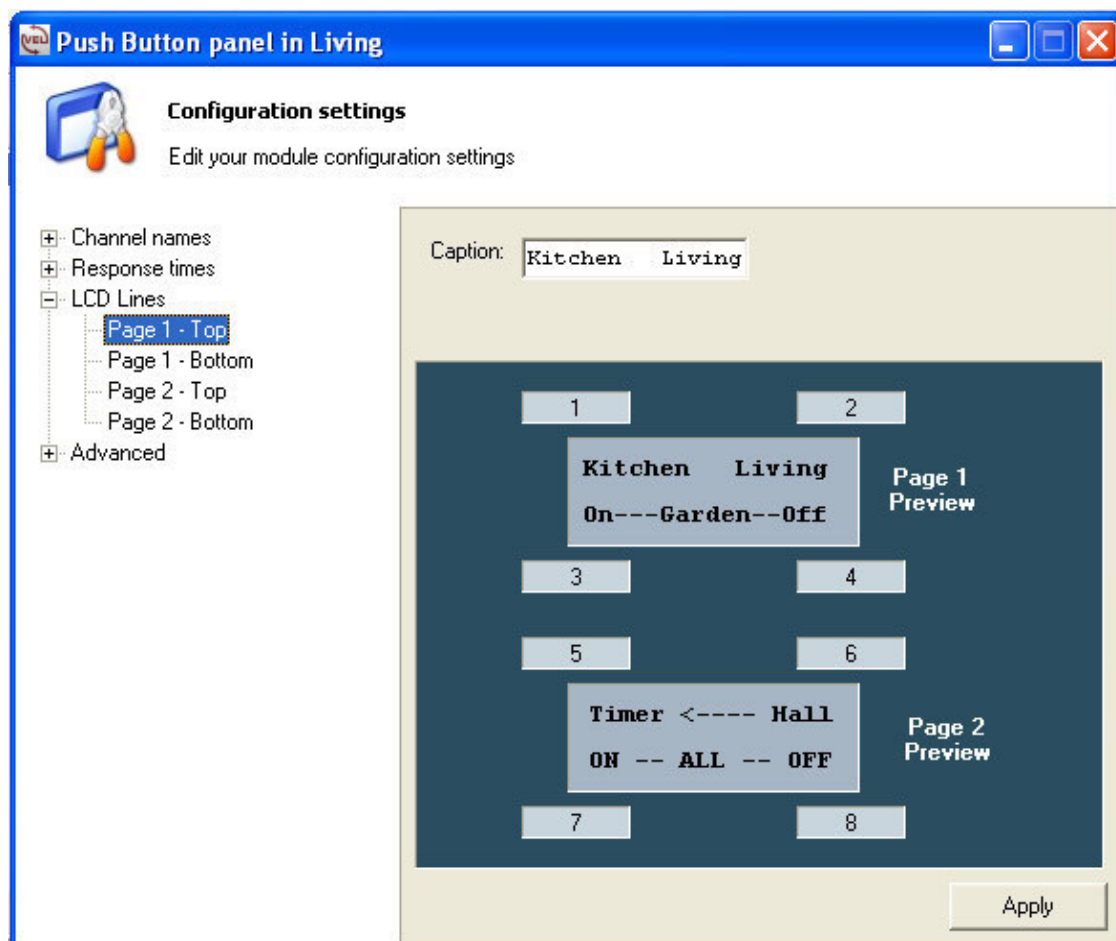 VEL
Push Button panel in Living
Configuration settings
Edit your module configuration settings
Channel names
Response times
LCD Lines
Page 1 - Top
Page 1 - Bottom
Page 2 - Top
Page 2 - Bottom
Advanced
Caption: Kitchen   Living
1 2
Kitchen   Living
On---Garden--Off
Page 1
Preview
3 4
5 6
Timer <---- Hall
ON -- ALL -- OFF
Page 2
Preview
7 8
Apply